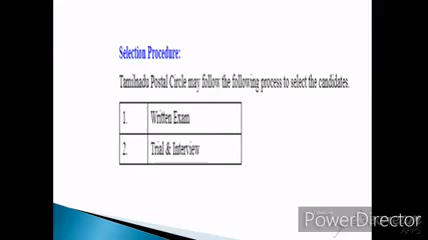 Selection Procedure:
Tamilnadu Postal Circle may follow the following process to select the candidates.
1. Written Exam
2. Trial & Interview
PowerDirector